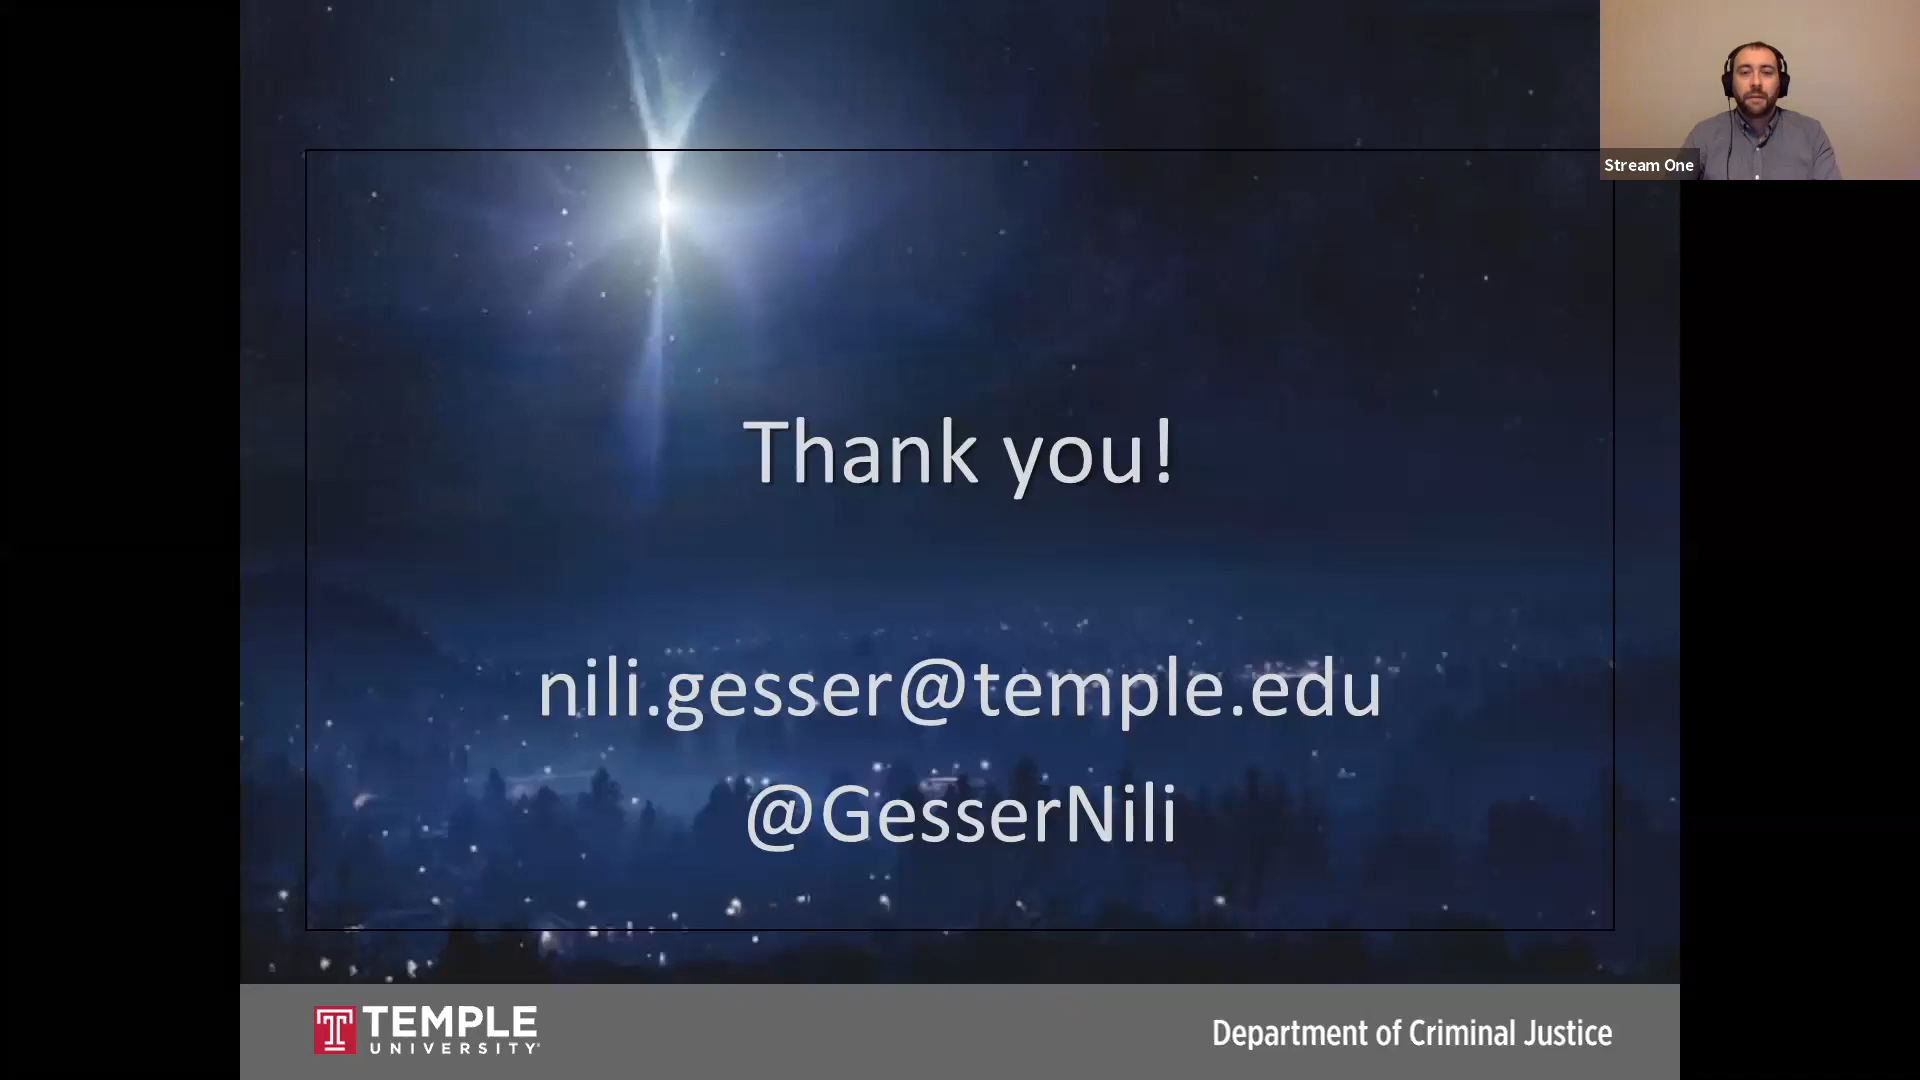 Stream One
Thank you!
nili.gesser@temple.edu
@GesserNili
TEMPLE
UNIVERSITY
Department of Criminal Justice